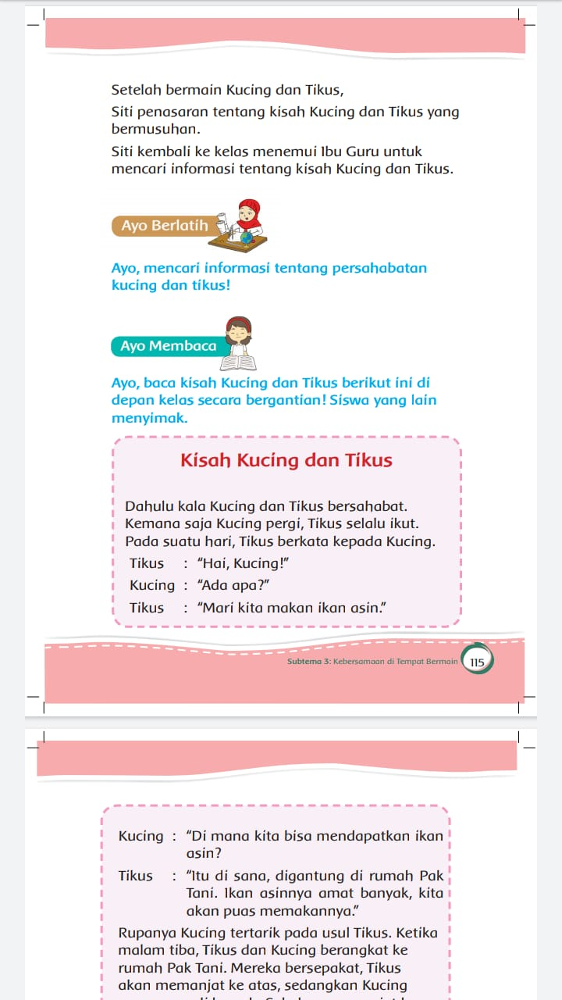 Setelah bermain Kucing dan Tikus,
Siti penasaran tentang kisah Kucing dan Tikus yang
bermusuhan.
Siti kembali ke kelas menemui Ibu Guru untuk
mencari informasi tentang kisah Kucing dan Tikus.
Ayo Berlatih
Ayo, mencari informasi tentang persahabatan
kucing dan tikus!
Ayo Membaca
Ayo, baca kisah Kucing dan Tikus berikut ini di
depan kelas secara bergantian! Siswa yang lain
menyimak.
Kisah Kucing dan Tikus
Dahulu kala Kucing dan Tikus bersahabat.
Kemana saja Kucing pergi, Tikus selalu ikut.
Pada suatu hari, Tikus berkata kepada Kucing.
Tikus : “Hai, Kucing!”
Kucing : “Ada apa?”
Tikus : “Mari kita makan ikan asin.”
Subtema 3: Kebersamaan di Tempat Bermain 115
Kucing : “Di mana kita bisa mendapatkan ikan
asin?
Tikus : “Itu di sana, digantung di rumah Pak
Tani. Ikan asinnya amat banyak, kita
akan puas memakannya.”
Rupanya Kucing tertarik pada usul Tikus. Ketika
malam tiba, Tikus dan Kucing berangkat ke
rumah Pak Tani. Mereka bersepakat, Tikus
akan memanjat ke atas, sedangkan Kucing